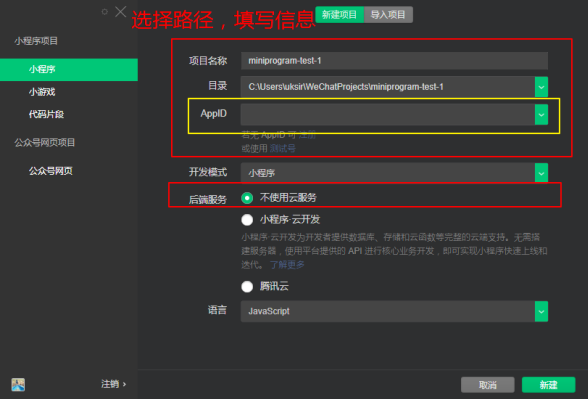 选择路径，填写信息
新建项目 导入项目
小程序项目
小程序
小游戏
代码片段
公众号网页项目
公众号网页
项目名称 miniprogram-test-1
目录 C:\Users\uksir\WeChatProjects\miniprogram-test-1
AppID
若无 AppID 可 注册
或使用 测试号
开发模式 小程序
后端服务 不使用云服务
小程序·云开发
小程序·云开发为开发者提供数据库、存储和云函数等完整的云端支持。无需搭
建服务器，使用平台提供的 API 进行核心业务开发，即可实现小程序快速上线和
迭代。 了解更多
腾讯云
语言 JavaScript
注销 ›
取消 新建